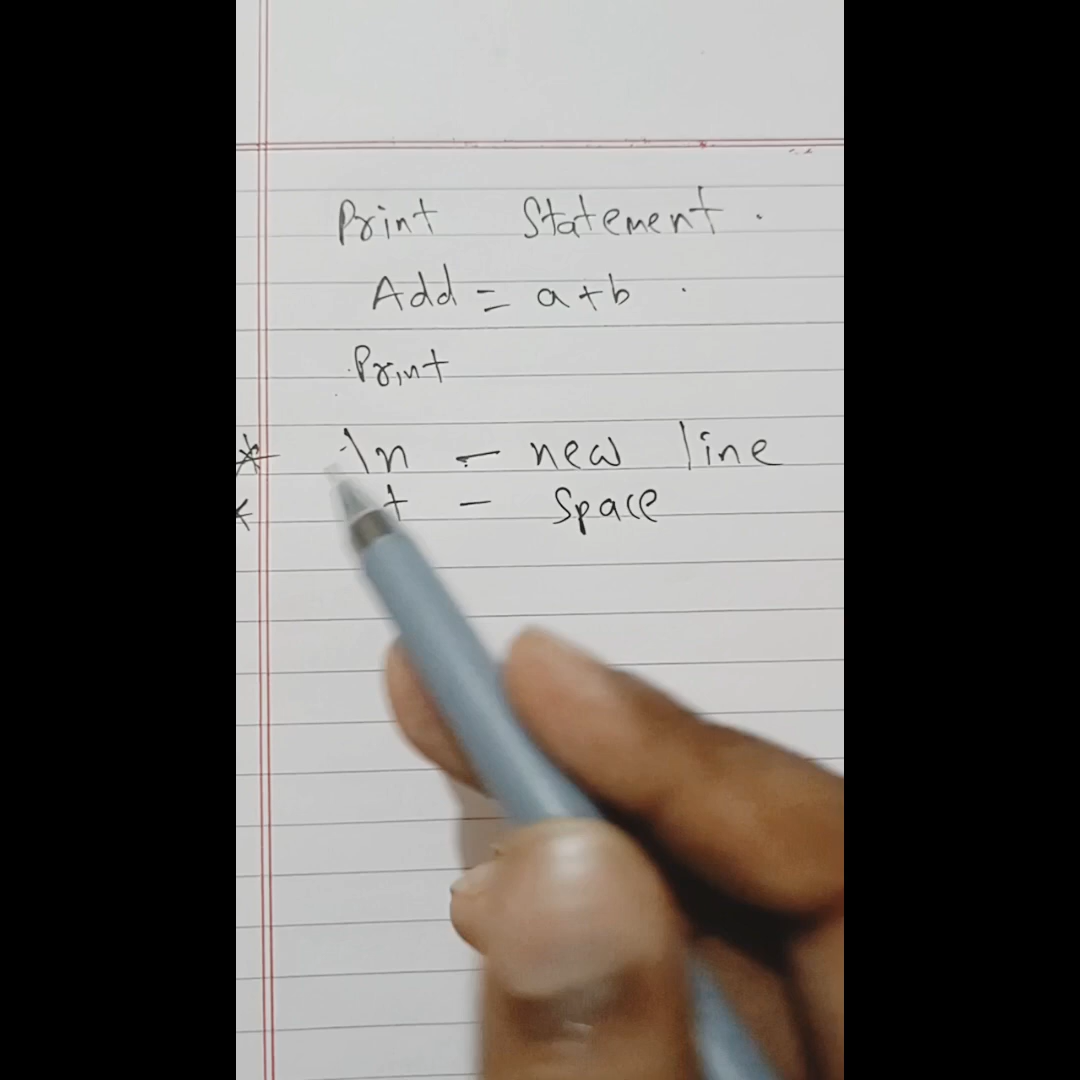 Print Statement .
Add = a+b .
Print
* \n - new line
t - Space